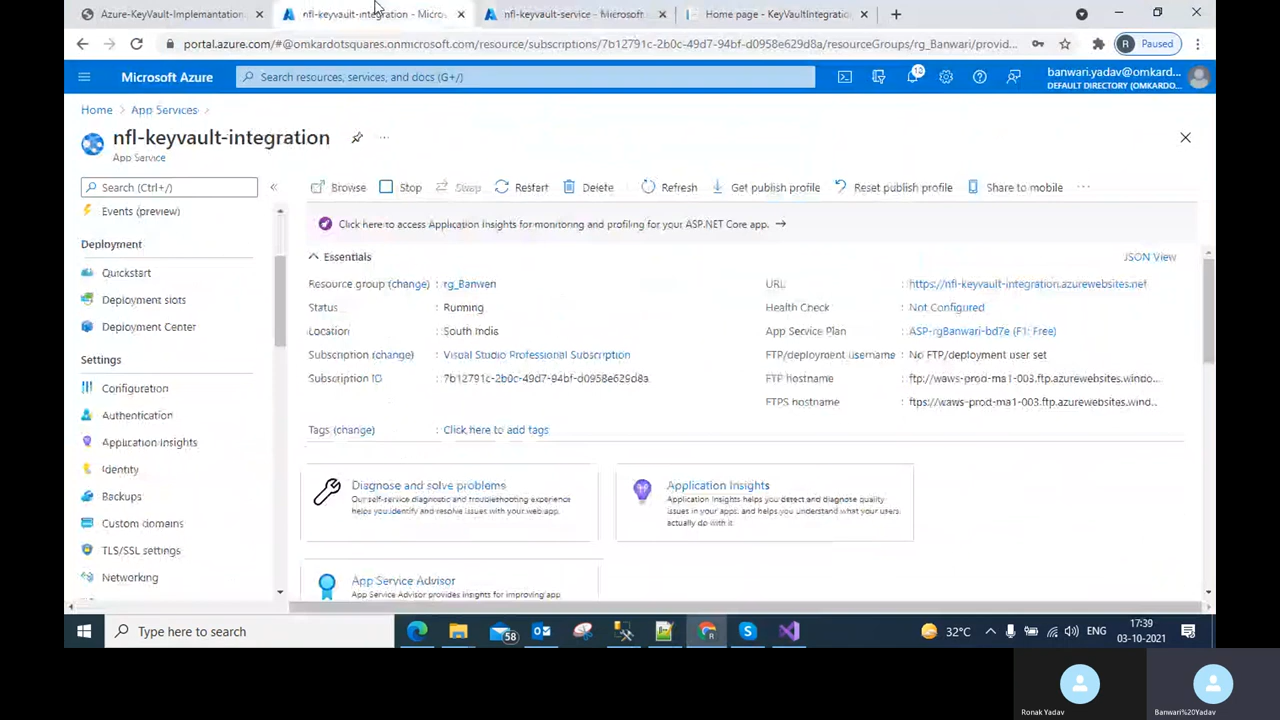 Azure-KeyVault-Implemantation
nfl-keyvault-integration - Micros
nfl-keyvault-service - Microsoft
Home page - KeyVaultIntegratio
portal.azure.com/#@omkardotsquares.onmicrosoft.com/resource/subscriptions/7b12791c-2b0c-49d7-94bf-d0958e629d8a/resourceGroups/rg_Banwari/provid...
R Paused
Microsoft Azure
Search resources, services, and docs (G+/)
10
banwari.yadav@omkard...
DEFAULT DIRECTORY (OMKARDO...
Home > App Services >
nfl-keyvault-integration
App Service
Search (Ctrl+/)
Browse Stop Swap Restart Delete Refresh Get publish profile Reset publish profile Share to mobile
Events (preview)
Deployment
Quickstart
Deployment slots
Deployment Center
Settings
Configuration
Authentication
Application Insights
Identity
Backups
Custom domains
TLS/SSL settings
Networking
Click here to access Application Insights for monitoring and profiling for your ASP.NET Core app. →
Essentials
JSON View
Resource group (change) : rg_Banwari
Status : Running
Location : South India
Subscription (change) : Visual Studio Professional Subscription
Subscription ID : 7b12791c-2b0c-49d7-94bf-d0958e629d8a
URL : https://nfl-keyvault-integration.azurewebsites.net
Health Check : Not Configured
App Service Plan : ASP-rgBanwari-bd7e (F1: Free)
FTP/deployment username : No FTP/deployment user set
FTP hostname : ftp://waws-prod-ma1-003.ftp.azurewebsites.windo...
FTPS hostname : ftps://waws-prod-ma1-003.ftp.azurewebsites.wind...
Tags (change) : Click here to add tags
Diagnose and solve problems
Our self-service diagnostic and troubleshooting experience
helps you identify and resolve issues with your web app.
Application Insights
Application Insights helps you detect and diagnose quality
issues in your apps, and helps you understand what your users
actually do with it.
App Service Advisor
App Service Advisor provides insights for improving app
Type here to search
58
R
32°C
ENG
17:39
03-10-2021
Ronak Yadav
Banwari%20Yadav